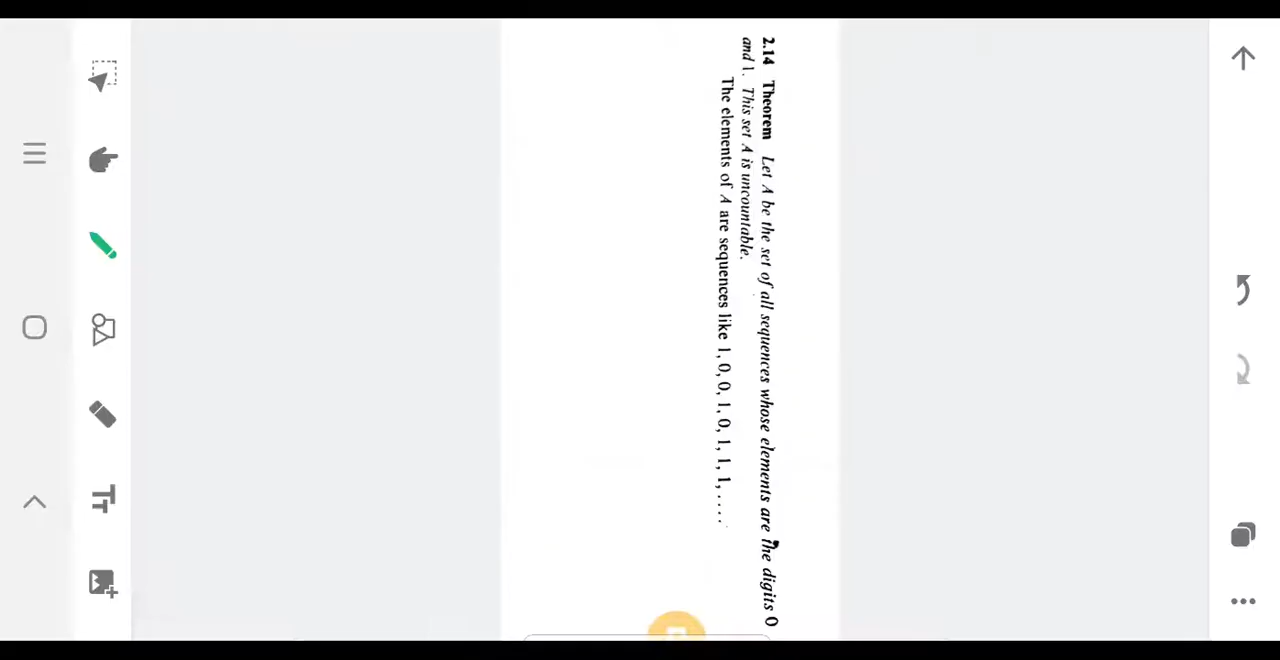 2.14 Theorem Let A be the set of all sequences whose elements are the digits 0
and 1. This set A is uncountable.
The elements of A are sequences like 1, 0, 0, 1, 0, 1, 1, 1, ....